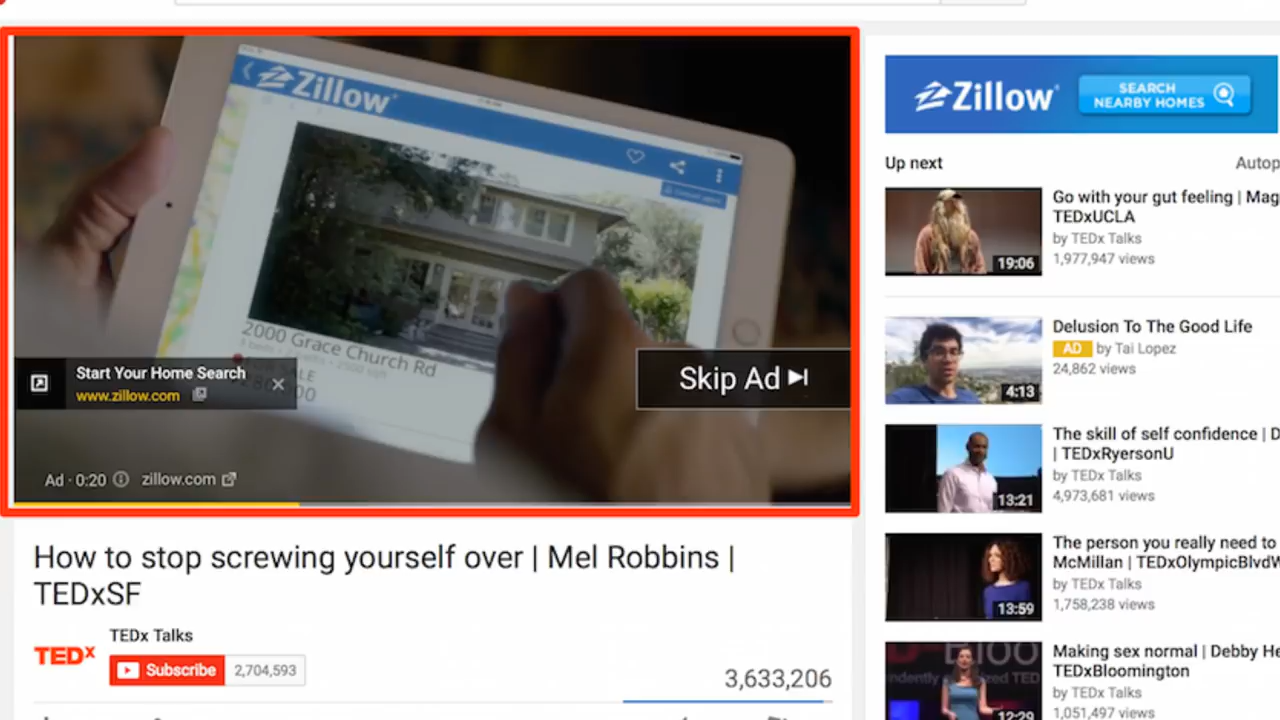 Zillow
2000 Grace Church Rd
Start Your Home Search
www.zillow.com
Skip Ad
Ad · 0:20
zillow.com
How to stop screwing yourself over | Mel Robbins |
TEDxSF
TEDx
TEDx Talks
Subscribe
2,704,593
3,633,206
Zillow
SEARCH
NEARBY HOMES
Up next
Autop
Go with your gut feeling | Mag
TEDxUCLA
by TEDx Talks
1,977,947 views
19:06
Delusion To The Good Life
AD by Tai Lopez
24,862 views
4:13
The skill of self confidence | D
| TEDxRyersonU
by TEDx Talks
4,973,681 views
13:21
The person you really need to
McMillan | TEDxOlympicBlvdW
by TEDx Talks
1,758,238 views
13:59
Making sex normal | Debby He
TEDxBloomington
by TEDx Talks
1,051,497 views
12:29